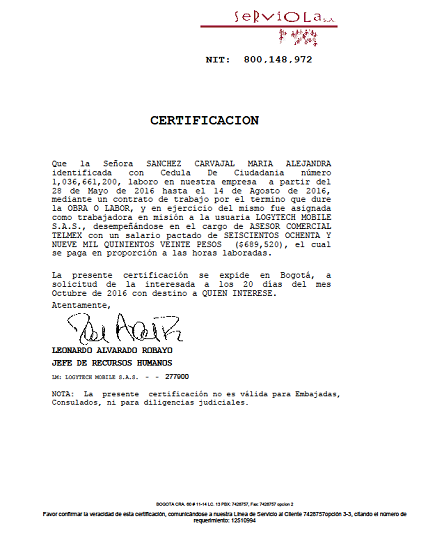 SeRViOLa S.A.
NIT: 800,148,972
CERTIFICACION
Que la Señora SANCHEZ CARVAJAL MARIA ALEJANDRA
identificada con Cedula De Ciudadania número
1,036,661,200, laboro en nuestra empresa a partir del
28 de Mayo de 2016 hasta el 14 de Agosto de 2016,
mediante un contrato de trabajo por el termino que dure
la OBRA O LABOR, y en ejercicio del mismo fue asignada
como trabajadora en misión a la usuaria LOGYTECH MOBILE
S.A.S., desempeñándose en el cargo de ASESOR COMERCIAL
TELMEX con un salario pactado de SEISCIENTOS OCHENTA Y
NUEVE MIL QUINIENTOS VEINTE PESOS ($689,520), el cual
se paga en proporción a las horas laboradas.
La presente certificación se expide en Bogotá, a
solicitud de la interesada a los 20 días del mes
Octubre de 2016 con destino a QUIEN INTERESE.
Atentamente,
LEONARDO ALVARADO ROBAYO
JEFE DE RECURSOS HUMANOS
LM: LOGYTECH MOBILE S.A.S. - - 277900
NOTA: La presente certificación no es válida para Embajadas,
Consulados, ni para diligencias judiciales.
BOGOTA CRA. 60 # 11-14 LC. 13 PBX: 7428757, Fax: 7428757 opcion 2
Favor confirmar la veracidad de esta certificación, comunicándose a nuestra Línea de Servicio al Cliente 7428757opción 3-3, citando el número de
requerimiento: 12510994